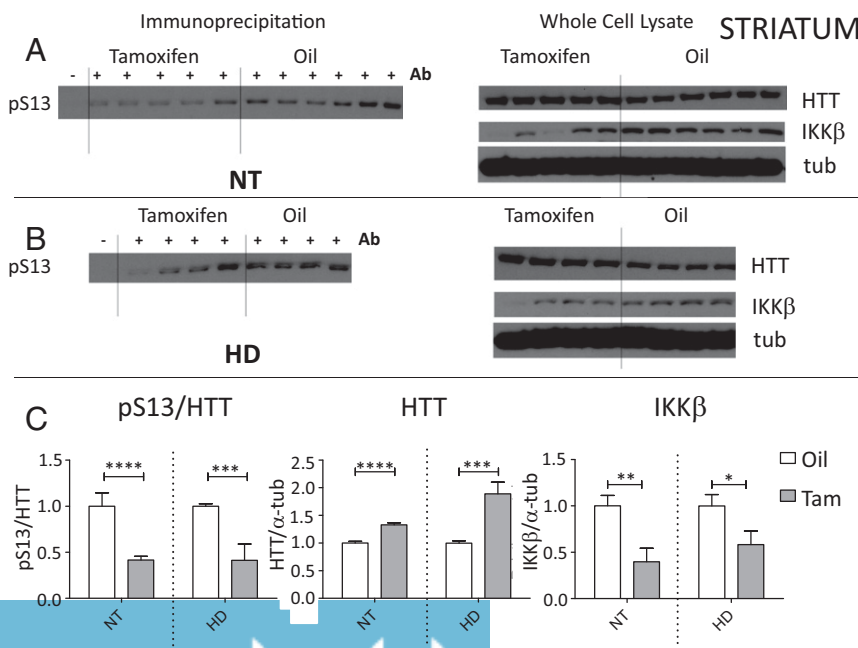 Immunoprecipitation Whole Cell Lysate STRIATUM
A Tamoxifen Oil Tamoxifen Oil
- + + + + + + + + + + + Ab
pS13 HTT
IKKβ
tub
NT
B Tamoxifen Oil Tamoxifen Oil
- + + + + + + + + Ab
pS13 HTT
IKKβ
tub
HD
C pS13/HTT HTT IKKβ
pS13/HTT
1.5
1.0
0.5
0.0
**** ***
NT HD
HTT/α-tub
2.5
2.0
1.5
1.0
0.5
0.0
**** ***
NT HD
IKKβ/α-tub
1.5
1.0
0.5
0.0
** *
NT HD
Oil
Tam